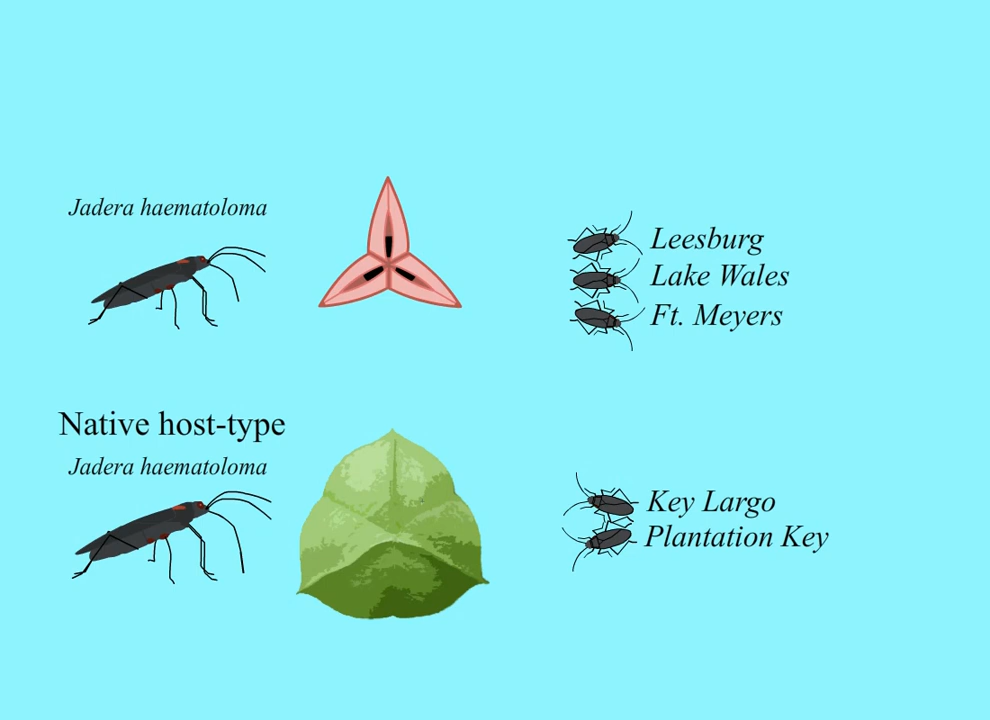 Jadera haematoloma
Leesburg
Lake Wales
Ft. Meyers
Native host-type
Jadera haematoloma
Key Largo
Plantation Key